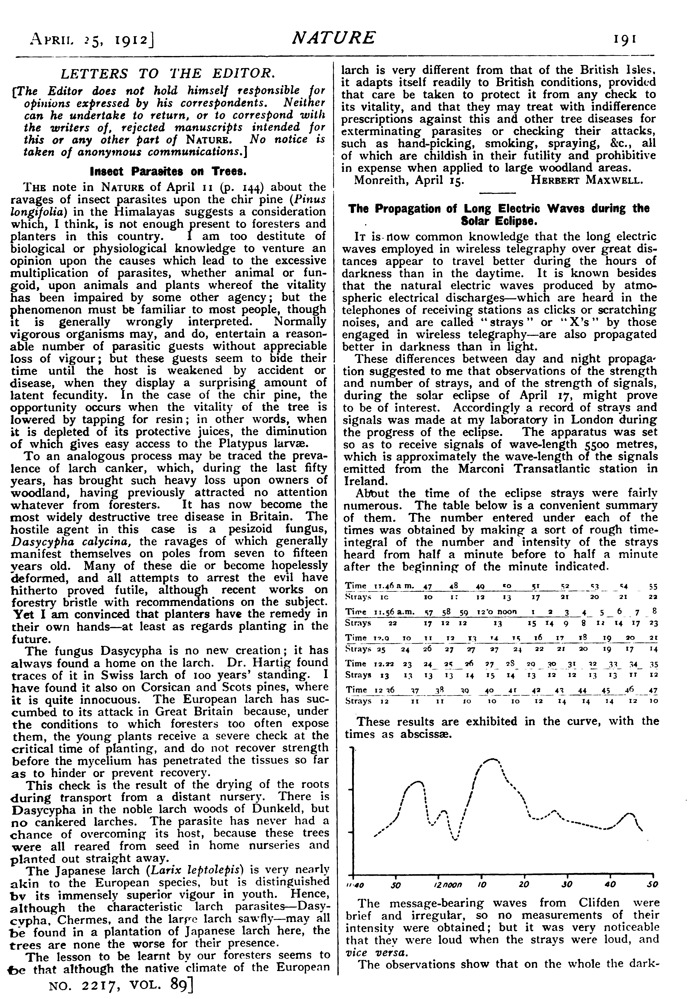 APRIL 25, 1912]
NATURE
191
LETTERS TO THE EDITOR.
[The Editor does not hold himself responsible for
opinions expressed by his correspondents. Neither
can he undertake to return, or to correspond with
the writers of, rejected manuscripts intended for
this or any other part of NATURE. No notice is
taken of anonymous communications.]
Insect Parasites on Trees.
THE note in NATURE of April 11 (p. 144) about the
ravages of insect parasites upon the chir pine (Pinus
longifolia) in the Himalayas suggests a consideration
which, I think, is not enough present to foresters and
planters in this country. I am too destitute of
biological or physiological knowledge to venture an
opinion upon the causes which lead to the excessive
multiplication of parasites, whether animal or fun-
goid, upon animals and plants whereof the vitality
has been impaired by some other agency; but the
phenomenon must be familiar to most people, though
it is generally wrongly interpreted. Normally
vigorous organisms may, and do, entertain a reason-
able number of parasitic guests without appreciable
loss of vigour; but these guests seem to bide their
time until the host is weakened by accident or
disease, when they display a surprising amount of
latent fecundity. In the case of the chir pine, the
opportunity occurs when the vitality of the tree is
lowered by tapping for resin; in other words, when
it is depleted of its protective juices, the diminution
of which gives easy access to the Platypus larvæ.
To an analogous process may be traced the preva-
lence of larch canker, which, during the last fifty
years, has brought such heavy loss upon owners of
woodland, having previously attracted no attention
whatever from foresters. It has now become the
most widely destructive tree disease in Britain. The
hostile agent in this case is a pesizoid fungus,
Dasycypha calycina, the ravages of which generally
manifest themselves on poles from seven to fifteen
years old. Many of these die or become hopelessly
deformed, and all attempts to arrest the evil have
hitherto proved futile, although recent works on
forestry bristle with recommendations on the subject.
Yet I am convinced that planters have the remedy in
their own hands—at least as regards planting in the
future.
The fungus Dasycypha is no new creation; it has
always found a home on the larch. Dr. Hartig found
traces of it in Swiss larch of 100 years' standing. I
have found it also on Corsican and Scots pines, where
it is quite innocuous. The European larch has suc-
cumbed to its attack in Great Britain because, under
the conditions to which foresters too often expose
them, the young plants receive a severe check at the
critical time of planting, and do not recover strength
before the mycelium has penetrated the tissues so far
as to hinder or prevent recovery.
This check is the result of the drying of the roots
during transport from a distant nursery. There is
Dasycypha in the noble larch woods of Dunkeld, but
no cankered larches. The parasite has never had a
chance of overcoming its host, because these trees
were all reared from seed in home nurseries and
planted out straight away.
The Japanese larch (Larix leptolepis) is very nearly
akin to the European species, but is distinguished
by its immensely superior vigour in youth. Hence,
although the characteristic larch parasites—Dasy-
cypha, Chermes, and the large larch sawfly—may all
be found in a plantation of Japanese larch here, the
trees are none the worse for their presence.
The lesson to be learnt by our foresters seems to
be that although the native climate of the European
NO. 2217, VOL. 89]
larch is very different from that of the British Isles,
it adapts itself readily to British conditions, provided
that care be taken to protect it from any check to
its vitality, and that they may treat with indifference
prescriptions against this and other tree diseases for
exterminating parasites or checking their attacks,
such as hand-picking, smoking, spraying, &c., all
of which are childish in their futility and prohibitive
in expense when applied to large woodland areas.
Monreith, April 15. HERBERT MAXWELL.
The Propagation of Long Electric Waves during the
Solar Eclipse.
IT is now common knowledge that the long electric
waves employed in wireless telegraphy over great dis-
tances appear to travel better during the hours of
darkness than in the daytime. It is known besides
that the natural electric waves produced by atmo-
spheric electrical discharges—which are heard in the
telephones of receiving stations as clicks or scratching
noises, and are called "strays" or "X's" by those
engaged in wireless telegraphy—are also propagated
better in darkness than in light.
These differences between day and night propaga-
tion suggested to me that observations of the strength
and number of strays, and of the strength of signals,
during the solar eclipse of April 17, might prove
to be of interest. Accordingly a record of strays and
signals was made at my laboratory in London during
the progress of the eclipse. The apparatus was set
so as to receive signals of wave-length 5500 metres,
which is approximately the wave-length of the signals
emitted from the Marconi Transatlantic station in
Ireland.
About the time of the eclipse strays were fairly
numerous. The table below is a convenient summary
of them. The number entered under each of the
times was obtained by making a sort of rough time-
integral of the number and intensity of the strays
heard from half a minute before to half a minute
after the beginning of the minute indicated.
Time 11.46 a m. 47 48 49 50 51 52 53 54 55
Strays 10 10 12 13 17 21 20 21 22
Time 11.56 a.m. 57 58 59 12·0 noon 1 2 3 4 5 6 7 8
Strays 22 17 12 12 13 15 14 9 8 12 14 17 23
Time 12.9 10 11 12 13 14 15 16 17 18 19 20 21
Strays 25 24 26 27 27 27 24 22 21 20 19 17 14
Time 12.22 23 24 25 26 27 28 29 30 31 32 33 34 35
Strays 13 13 13 13 14 15 14 13 12 12 13 13 11 12
Time 12 36 37 38 39 40 41 42 43 44 45 46 47
Strays 12 11 11 10 10 10 12 14 14 14 12 10
These results are exhibited in the curve, with the
times as abscissæ.
11·40 50 12 noon 10 20 30 40 50
The message-bearing waves from Clifden were
brief and irregular, so no measurements of their
intensity were obtained; but it was very noticeable
that they were loud when the strays were loud, and
vice versa.
The observations show that on the whole the dark-